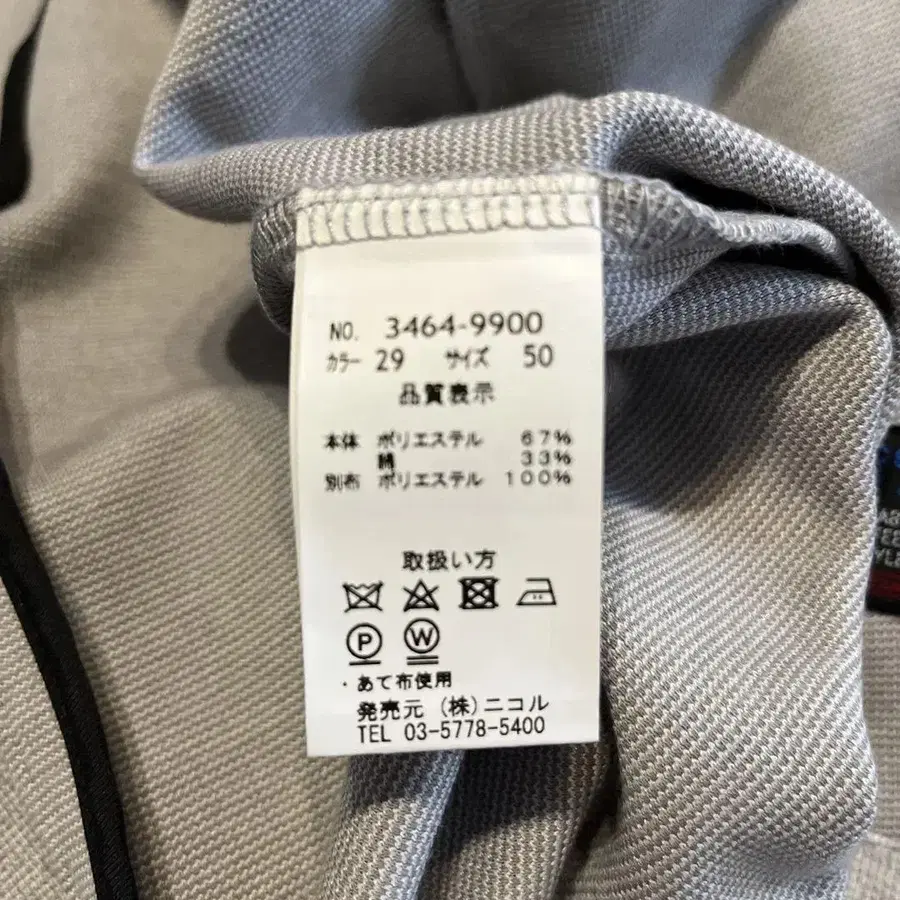 NO. 3464-9900
カラー 29 サイズ 50
品質表示
本体 ポリエステル 67%
綿 33%
別布 ポリエステル 100%
取扱い方
P W
・あて布使用
発売元 (株)ニコル
TEL 03-5778-5400